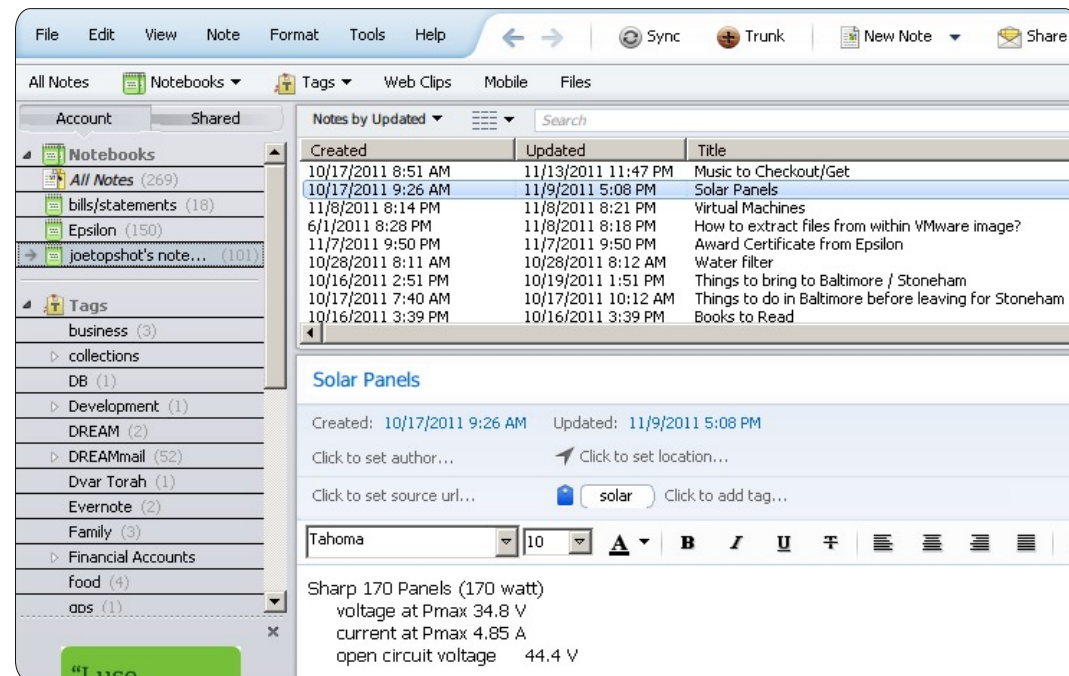 File Edit View Note Format Tools Help Sync Trunk New Note Share
All Notes Notebooks Tags Web Clips Mobile Files
Account Shared
Notebooks
All Notes (269)
bills/statements (18)
Epsilon (150)
joetopshot's note... (101)
Tags
business (3)
collections
DB (1)
Development (1)
DREAM (2)
DREAMmail (52)
Dvar Torah (1)
Evernote (2)
Family (3)
Financial Accounts
food (4)
gps (1)
“I use
Notes by Updated Search
Created Updated Title
10/17/2011 8:51 AM 11/13/2011 11:47 PM Music to Checkout/Get
10/17/2011 9:26 AM 11/9/2011 5:08 PM Solar Panels
11/8/2011 8:14 PM 11/8/2011 8:21 PM Virtual Machines
6/1/2011 8:28 PM 11/8/2011 8:18 PM How to extract files from within VMware image?
11/7/2011 9:50 PM 11/7/2011 9:50 PM Award Certificate from Epsilon
10/28/2011 8:11 AM 10/28/2011 8:12 AM Water filter
10/16/2011 2:51 PM 10/19/2011 1:51 PM Things to bring to Baltimore / Stoneham
10/17/2011 7:40 AM 10/17/2011 10:12 AM Things to do in Baltimore before leaving for Stoneham
10/16/2011 3:39 PM 10/16/2011 3:39 PM Books to Read
Solar Panels
Created: 10/17/2011 9:26 AM Updated: 11/9/2011 5:08 PM
Click to set author... Click to set location...
Click to set source url... solar Click to add tag...
Tahoma 10 A B I U T
Sharp 170 Panels (170 watt)
voltage at Pmax 34.8 V
current at Pmax 4.85 A
open circuit voltage 44.4 V